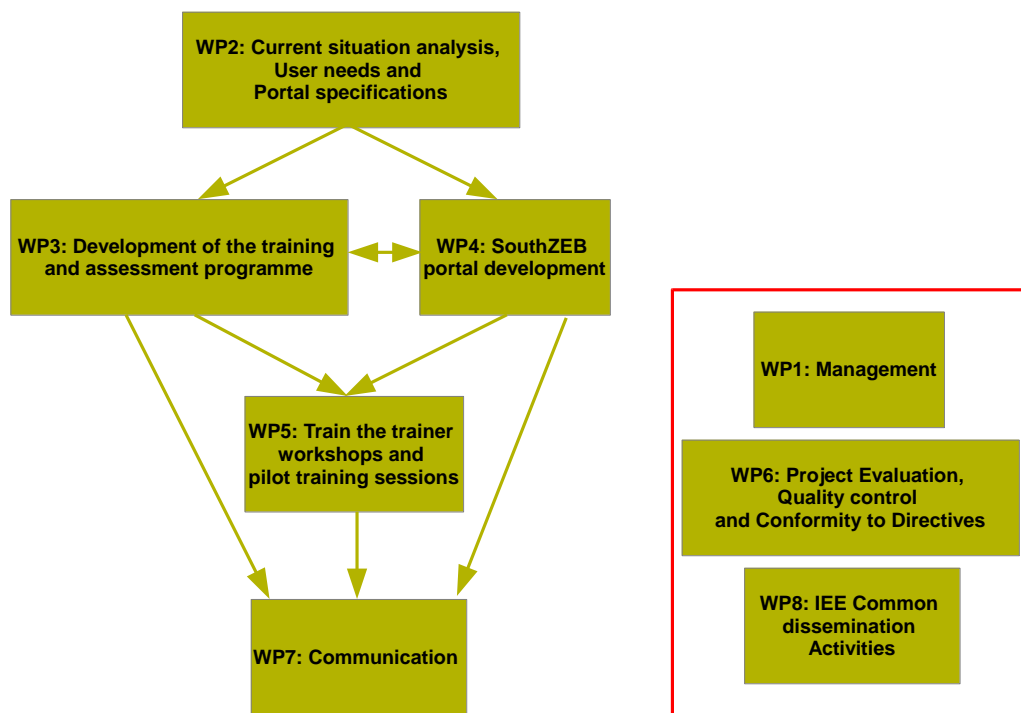 WP2: Current situation analysis,
User needs and
Portal specifications
WP3: Development of the training
and assessment programme
WP4: SouthZEB
portal development
WP5: Train the trainer
workshops and
pilot training sessions
WP7: Communication
WP1: Management
WP6: Project Evaluation,
Quality control
and Conformity to Directives
WP8: IEE Common
dissemination
Activities